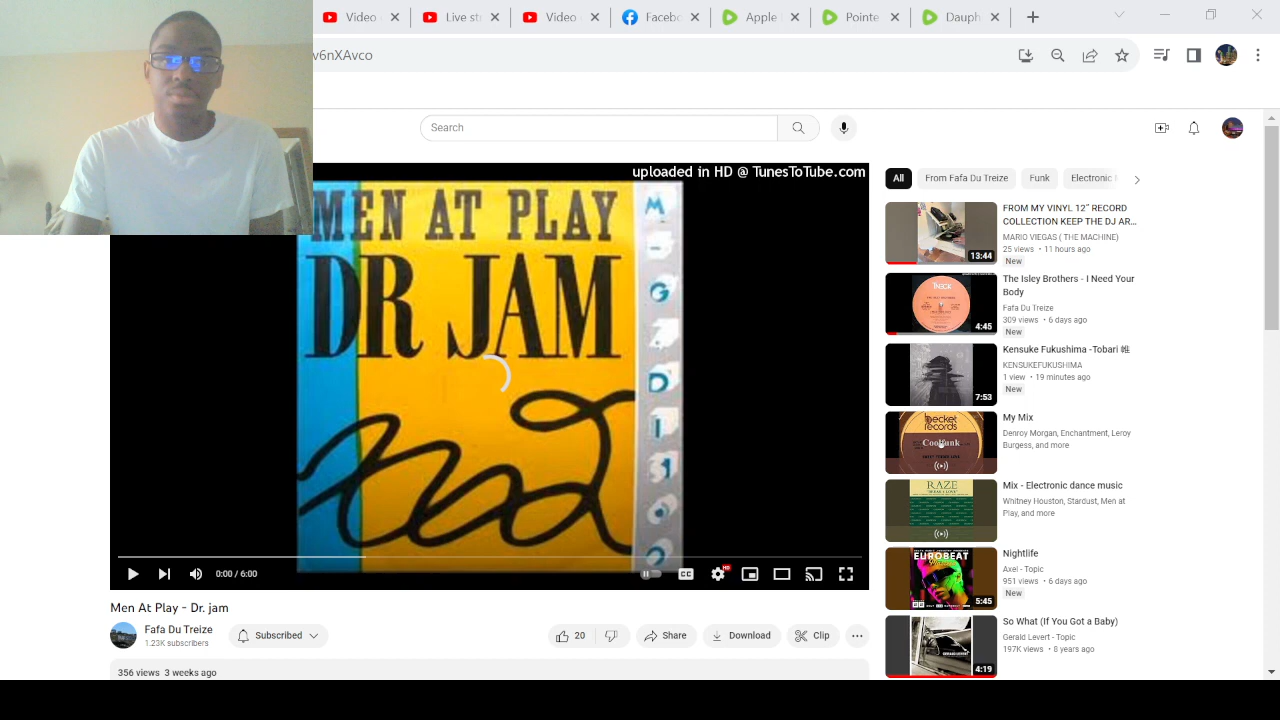 Video
Live st
Video
Faceb
Apple
Pointe
Dauph
v6nXAvco
Search
uploaded in HD @ TunesToTube.com
MEN AT PLAY
DR JAM
All
From Fafa Du Treize
Funk
Electronic
FROM MY VINYL 12" RECORD
COLLECTION KEEP THE DJ AR...
MARIO VIEGAS ( THE MACHINE)
25 views • 11 hours ago
New
13:44
The Isley Brothers - I Need Your
Body
Fafa Du Treize
309 views • 6 days ago
New
4:45
Kensuke Fukushima -Tobari 帷
KENSUKEFUKUSHIMA
1 view • 19 minutes ago
New
7:53
My Mix
Denroy Morgan, Enchantment, Leroy
Burgess, and more
Becket
records
Coolfunk
Mix - Electronic dance music
Whitney Houston, Stardust, Men at
Play, and more
RAZE
Nightlife
Axel - Topic
951 views • 6 days ago
New
EUROBEAT
5:45
So What (If You Got a Baby)
Gerald Levert - Topic
197K views • 8 years ago
4:19
0:00 / 6:00
CC
HD
Men At Play - Dr. jam
Fafa Du Treize
1.23K subscribers
Subscribed
20
Share
Download
Clip
356 views 3 weeks ago